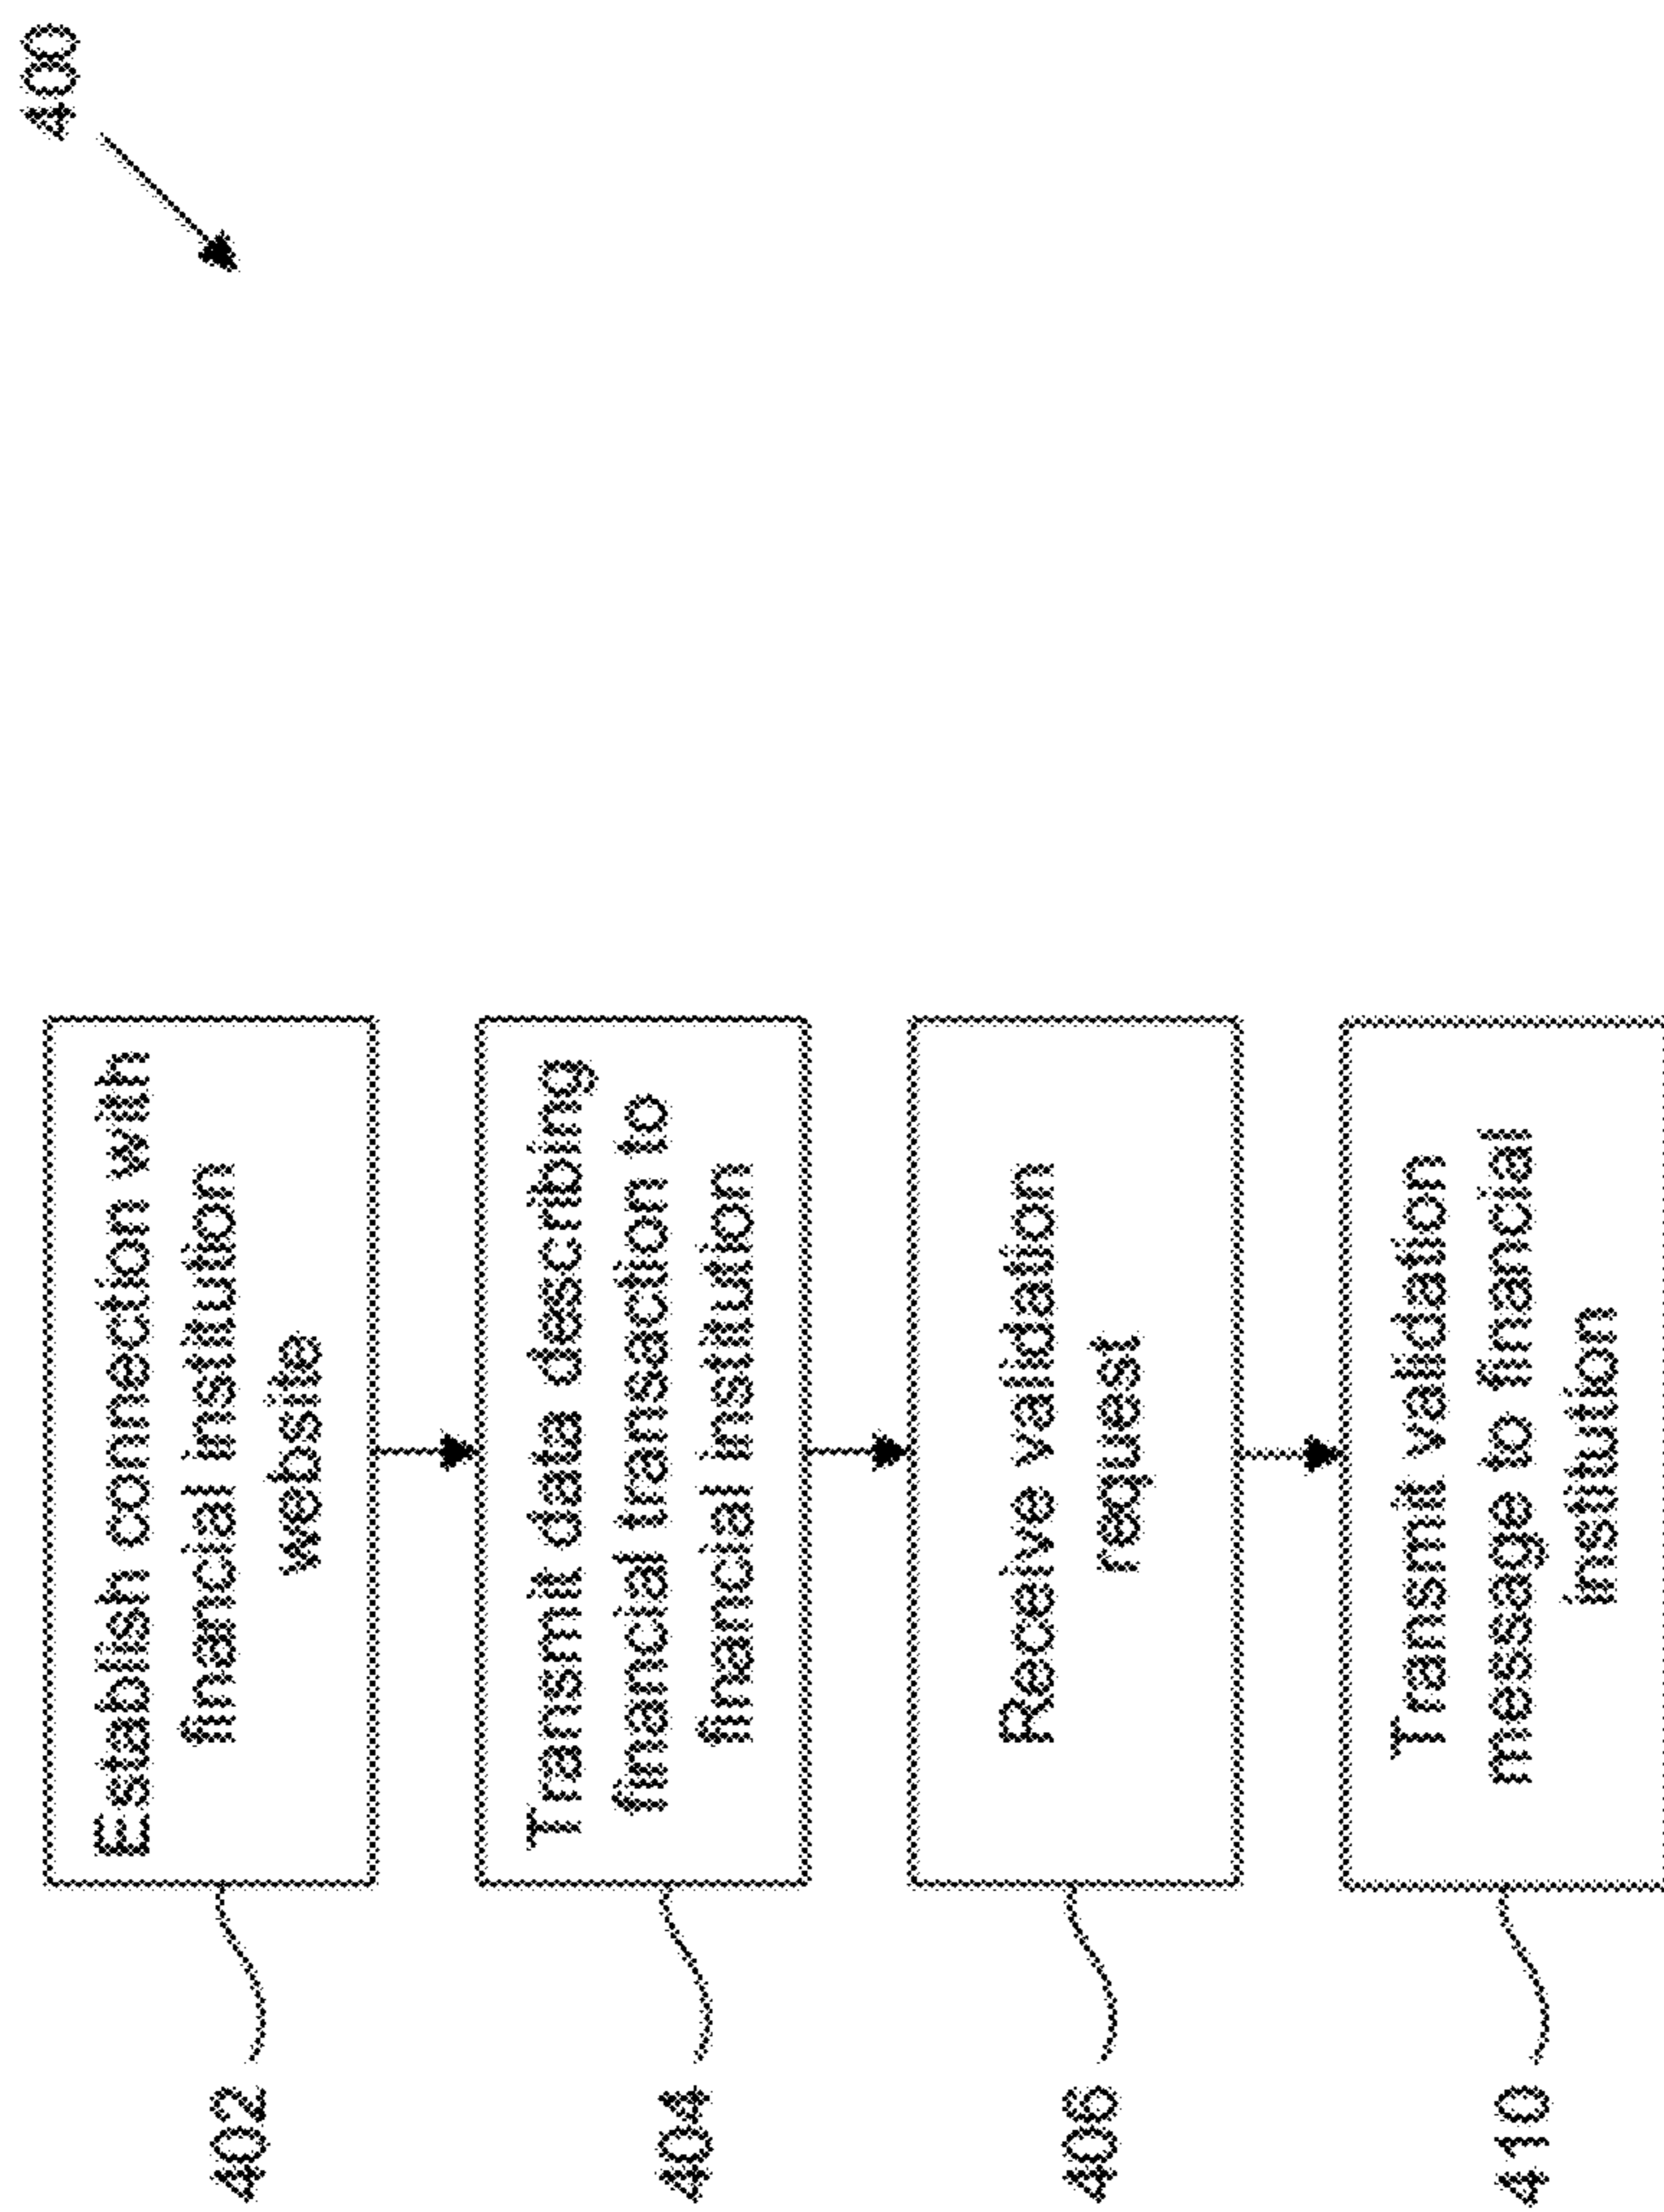 400
402
Establish connection with
financial institution
website
404
Transmit data describing
financial transaction to
financial institution
406
Receive validation
request
410
Transmit validation
message to financial
institution